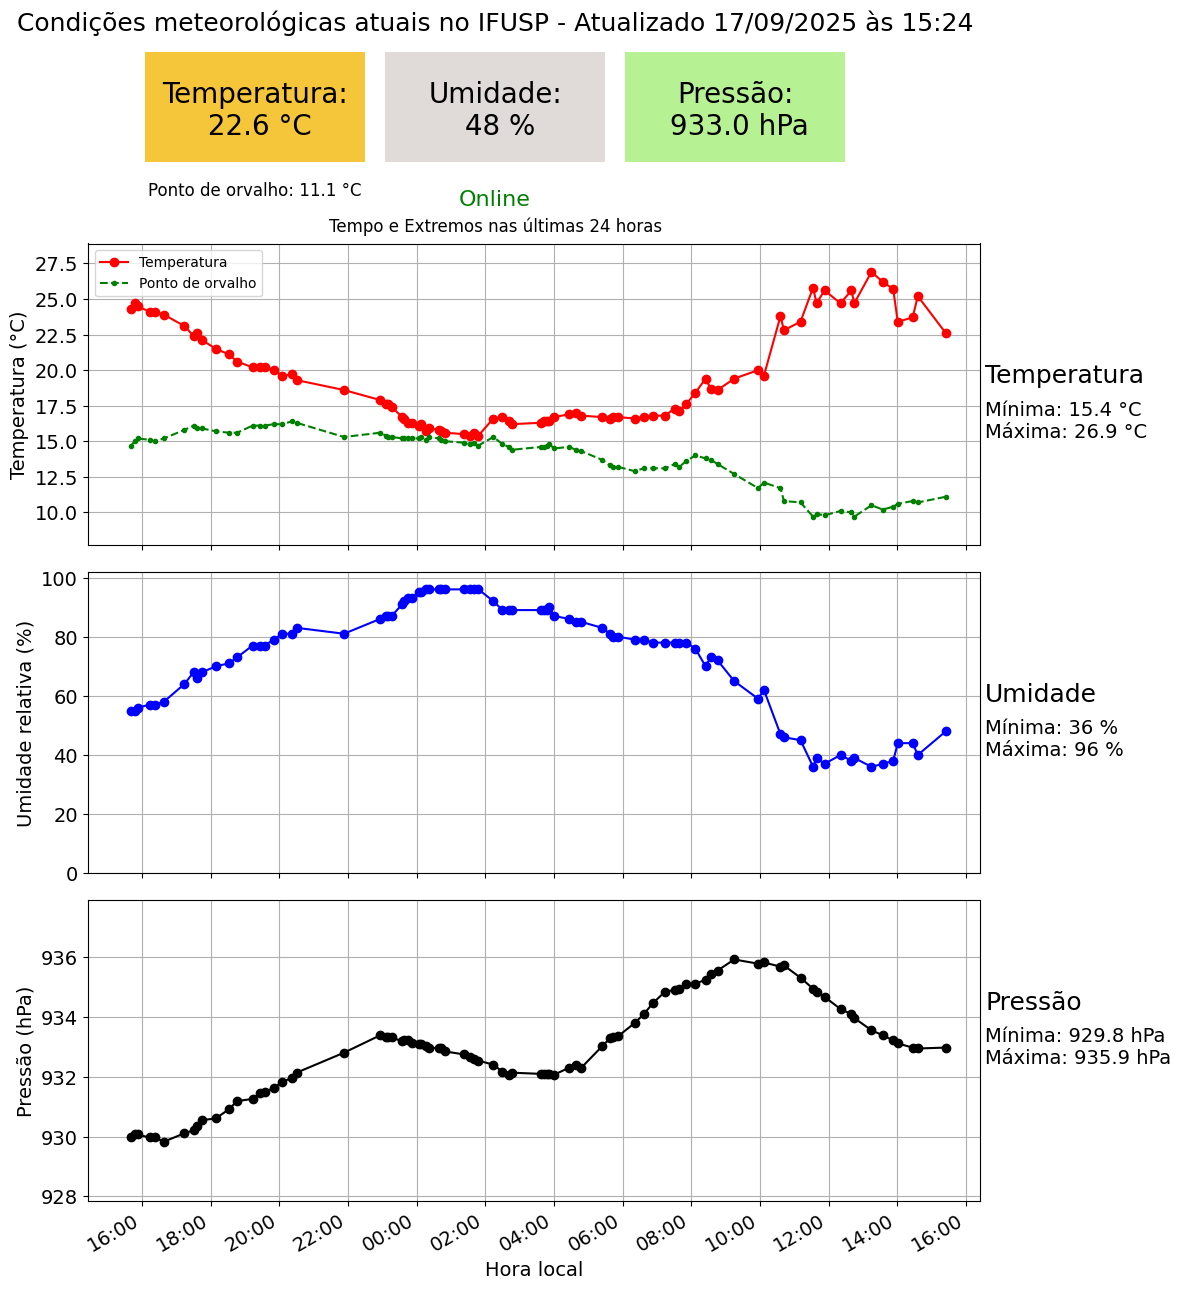 Condições meteorológicas atuais no IFUSP - Atualizado 17/09/2025 às 15:24
Temperatura:
22.6 °C
Umidade:
48 %
Pressão:
933.0 hPa
Ponto de orvalho: 11.1 °C
Online
Tempo e Extremos nas últimas 24 horas
Temperatura (°C)
27.5
25.0
22.5
20.0
17.5
15.0
12.5
10.0
Temperatura
Ponto de orvalho
Temperatura
Mínima: 15.4 °C
Máxima: 26.9 °C
Umidade relativa (%)
100
80
60
40
20
0
Umidade
Mínima: 36 %
Máxima: 96 %
Pressão (hPa)
936
934
932
930
928
Pressão
Mínima: 929.8 hPa
Máxima: 935.9 hPa
16:00 18:00 20:00 22:00 00:00 02:00 04:00 06:00 08:00 10:00 12:00 14:00 16:00
Hora local